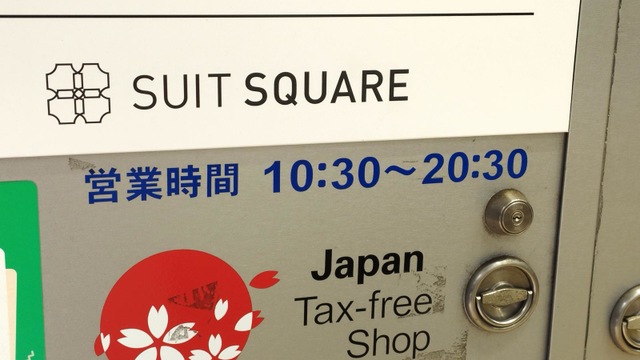 SUIT SQUARE
営業時間 10:30～20:30
Japan
Tax-free
Shop